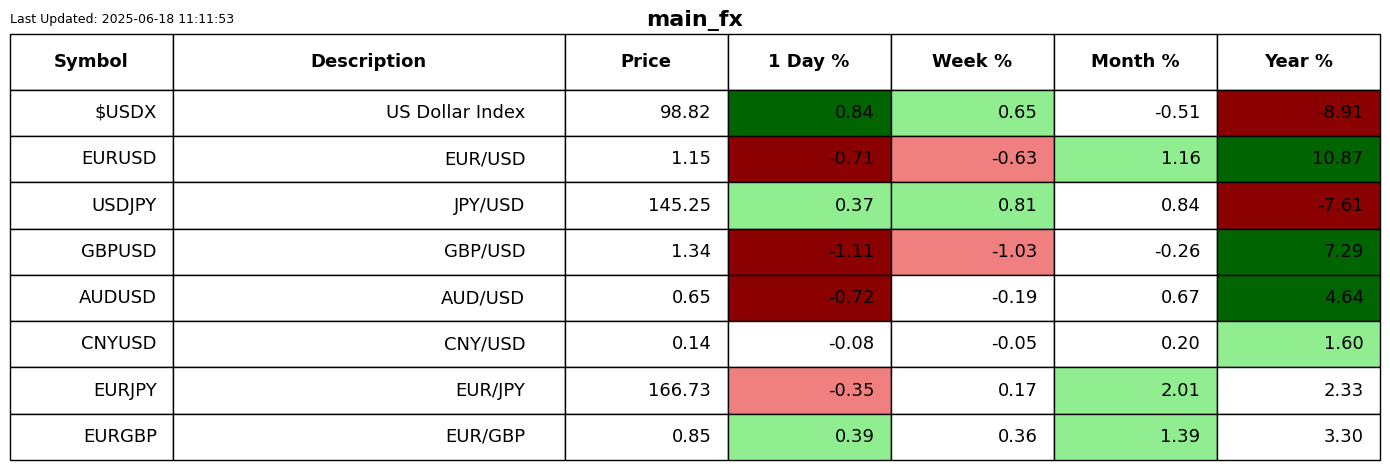 Last Updated: 2025-06-18 11:11:53
main_fx
Symbol Description Price 1 Day % Week % Month % Year %
$USDX US Dollar Index 98.82 0.84 0.65 -0.51 -8.91
EURUSD EUR/USD 1.15 -0.71 -0.63 1.16 10.87
USDJPY JPY/USD 145.25 0.37 0.81 0.84 -7.61
GBPUSD GBP/USD 1.34 -1.11 -1.03 -0.26 7.29
AUDUSD AUD/USD 0.65 -0.72 -0.19 0.67 4.64
CNYUSD CNY/USD 0.14 -0.08 -0.05 0.20 1.60
EURJPY EUR/JPY 166.73 -0.35 0.17 2.01 2.33
EURGBP EUR/GBP 0.85 0.39 0.36 1.39 3.30